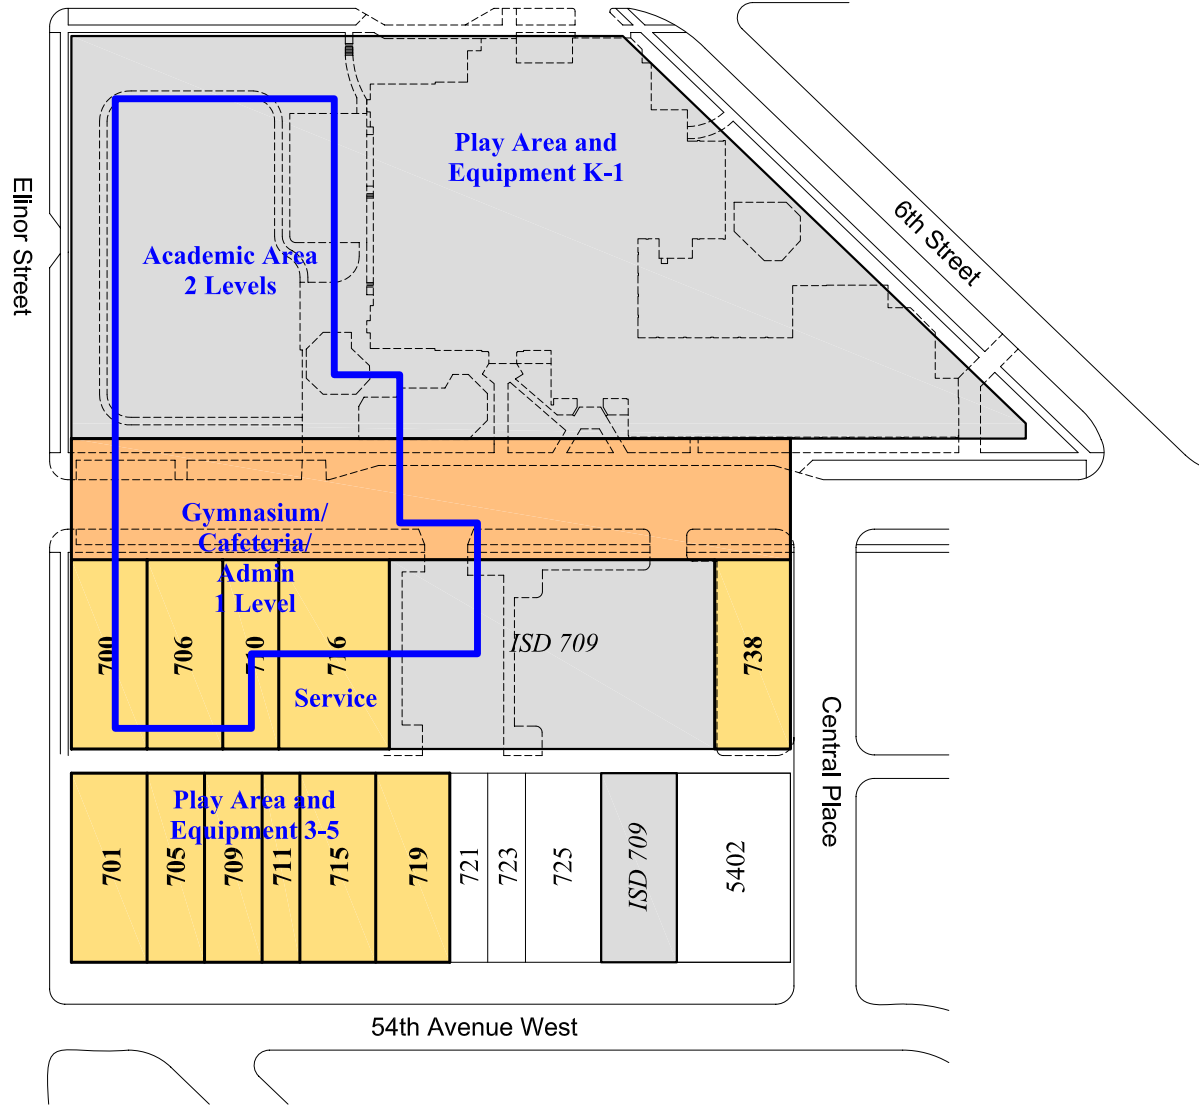 Play Area and
Equipment K-1
Elinor Street
6th Street
Academic Area
2 Levels
Gymnasium/
Cafeteria/
Admin
1 Level
700
706
710
716
ISD 709
738
Service
Central Place
Play Area and
Equipment 3-5
701
705
709
711
715
719
721
723
725
ISD 709
5402
54th Avenue West